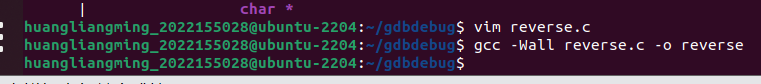 |                 char *
huangliangming_2022155028@ubuntu-2204:~/gdbdebug$ vim reverse.c
huangliangming_2022155028@ubuntu-2204:~/gdbdebug$ gcc -Wall reverse.c -o reverse
huangliangming_2022155028@ubuntu-2204:~/gdbdebug$